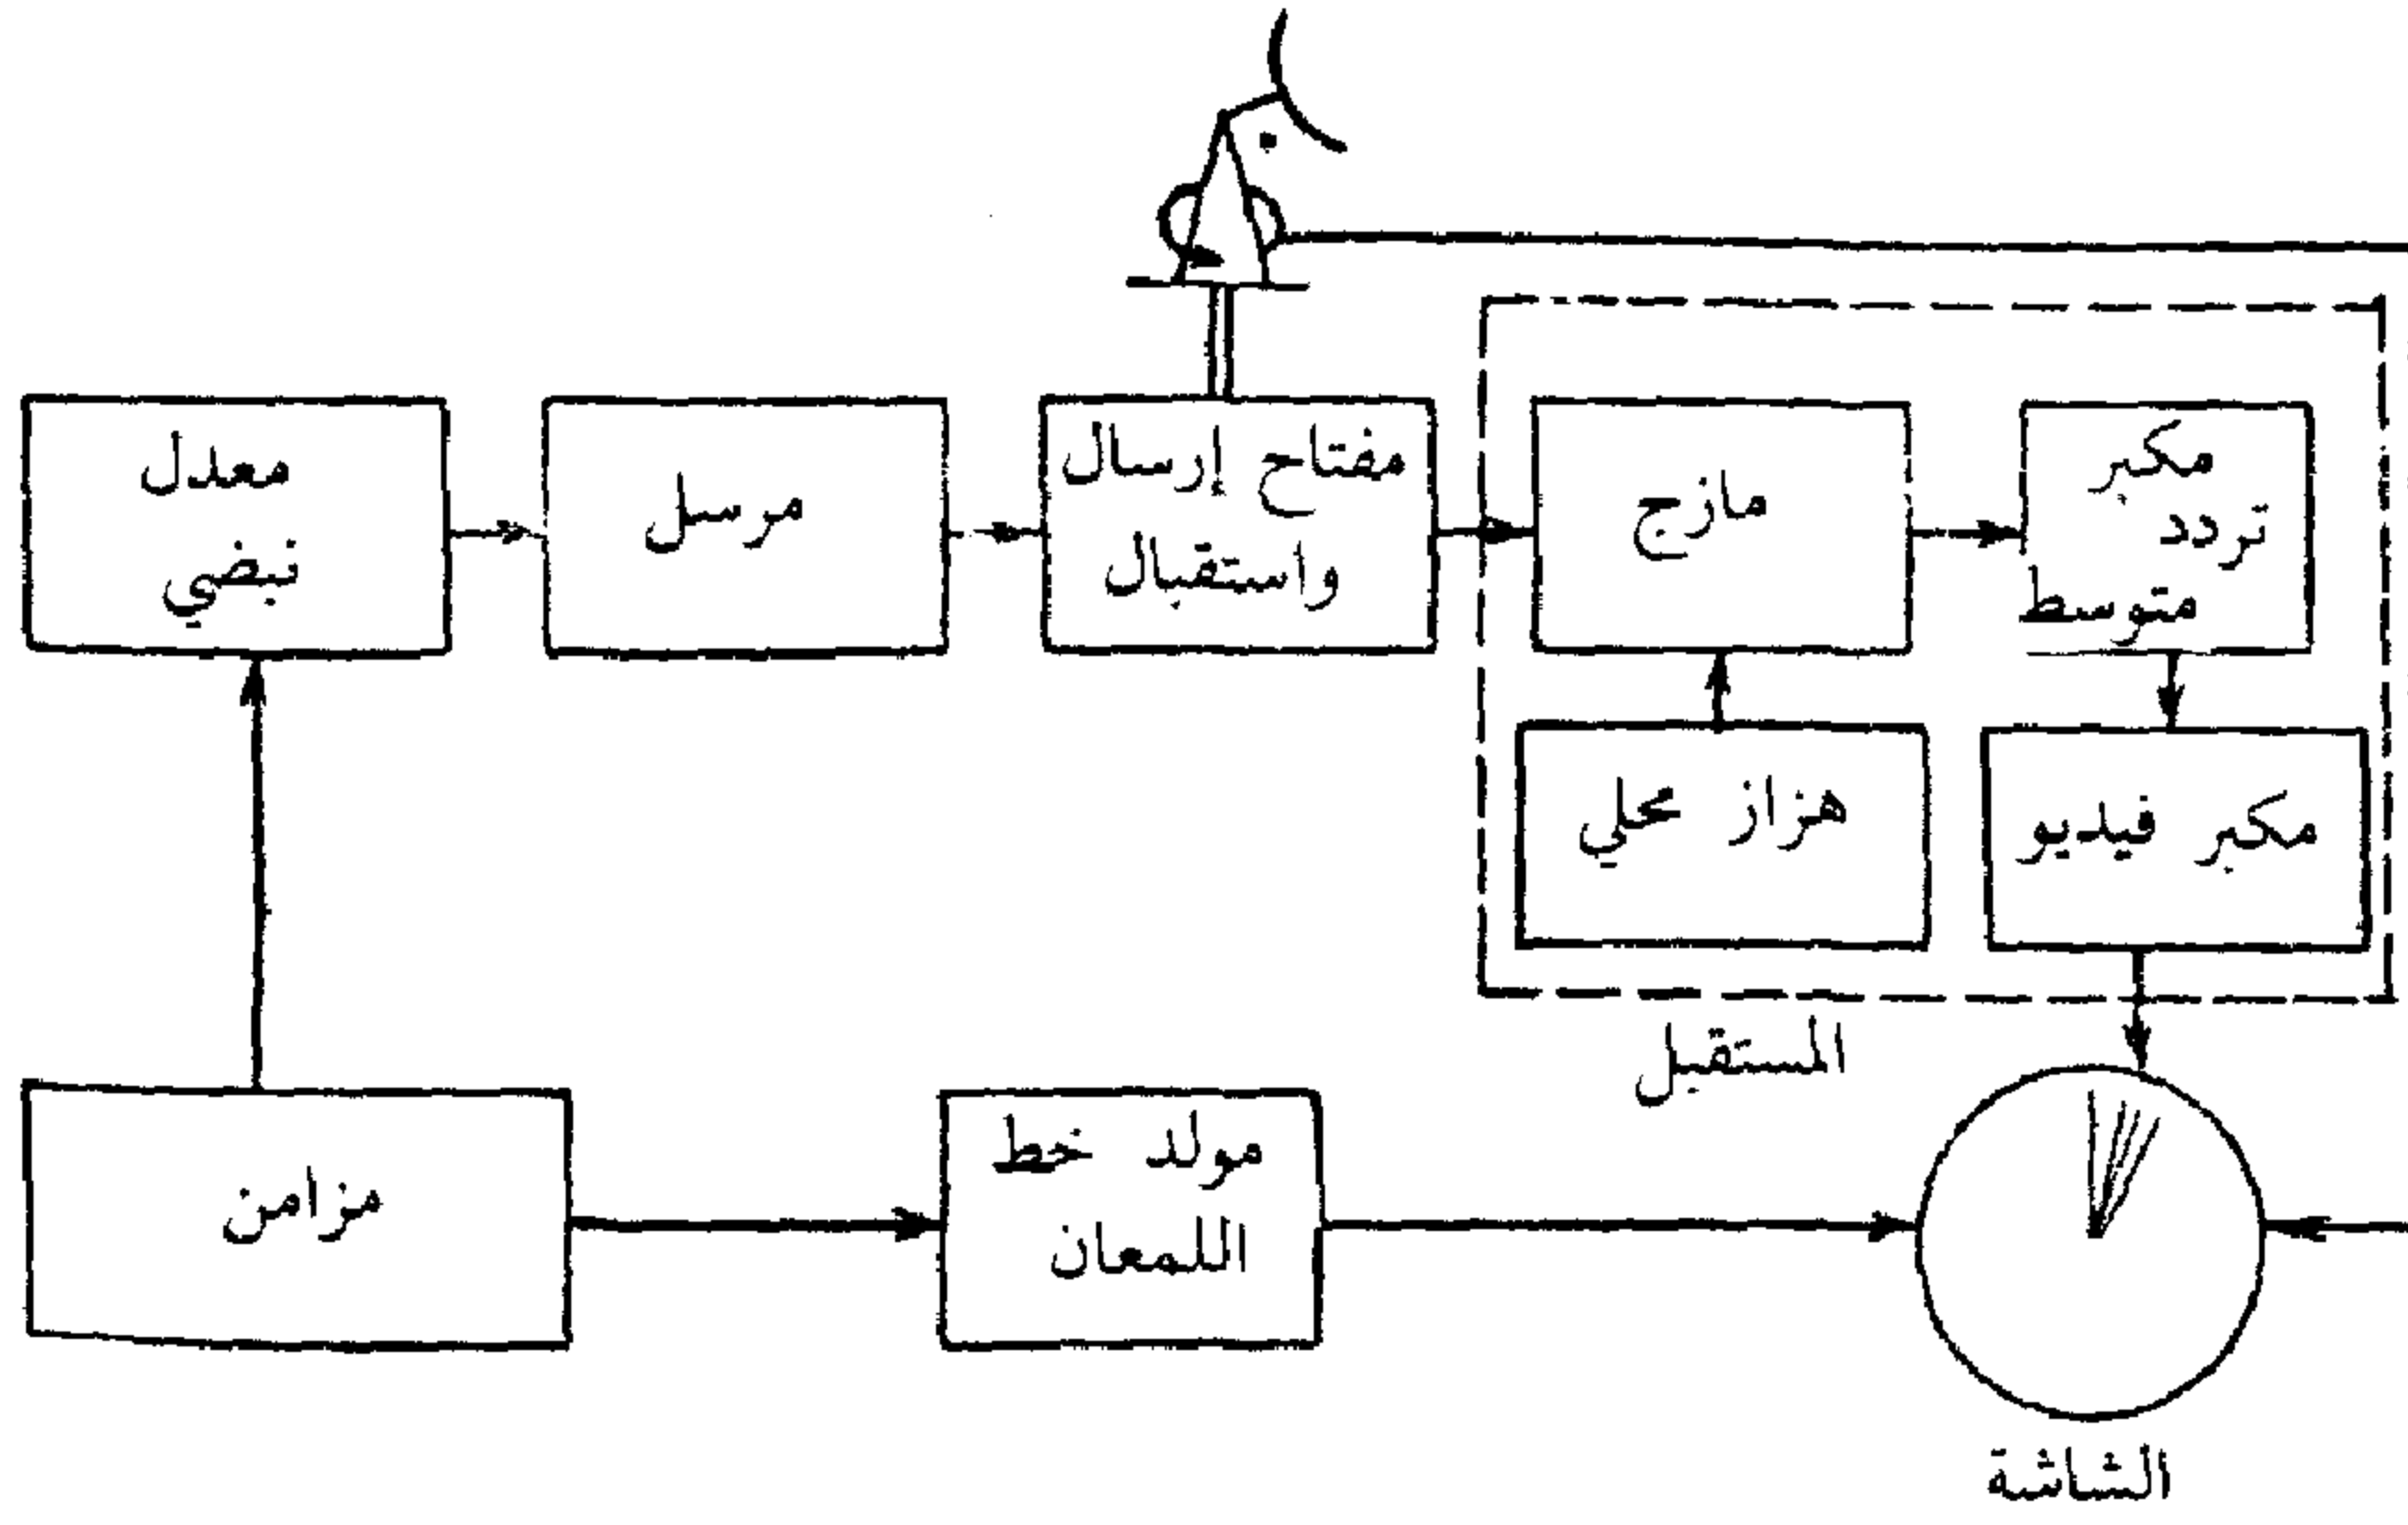 معدل
نبضي
مرسل
مفتاح إرسال
واستقبال
مازج
مكبر
تردد
متوسط
هزاز محلي
مكبر فيديو
المستقبل
مزامن
مولد خط
اللمعان
الشاشة